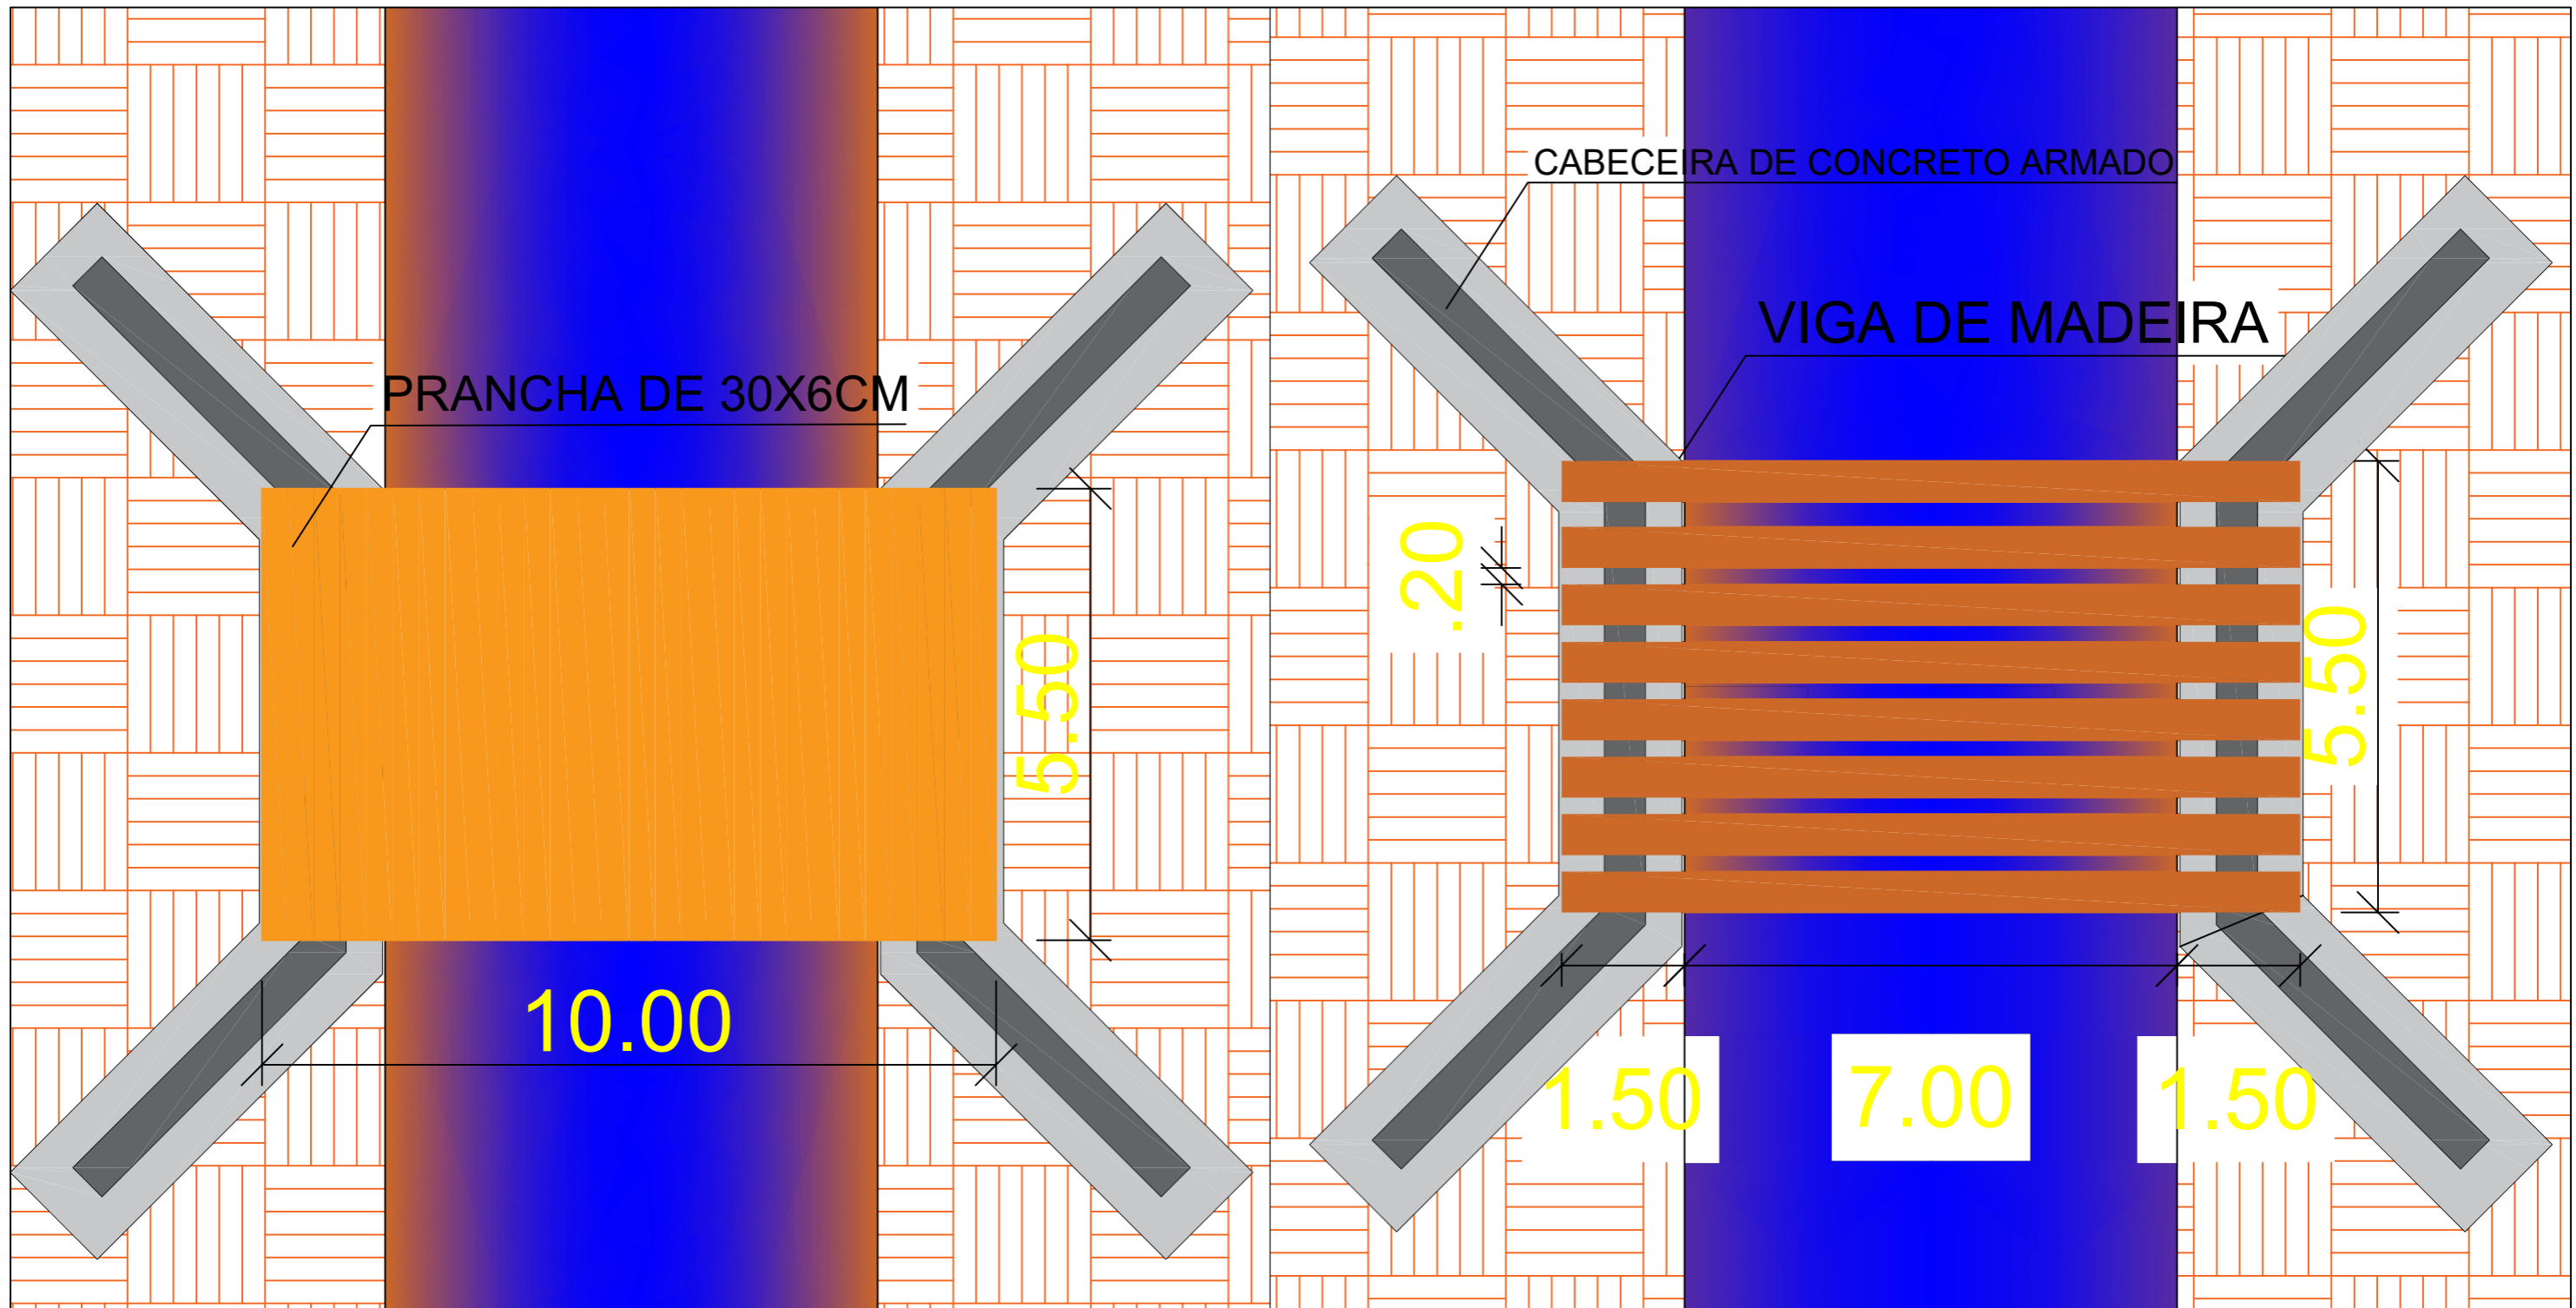 PRANCHA DE 30X6CM
5.50
10.00
CABECEIRA DE CONCRETO ARMADO
VIGA DE MADEIRA
.20
5.50
1.50
7.00
1.50